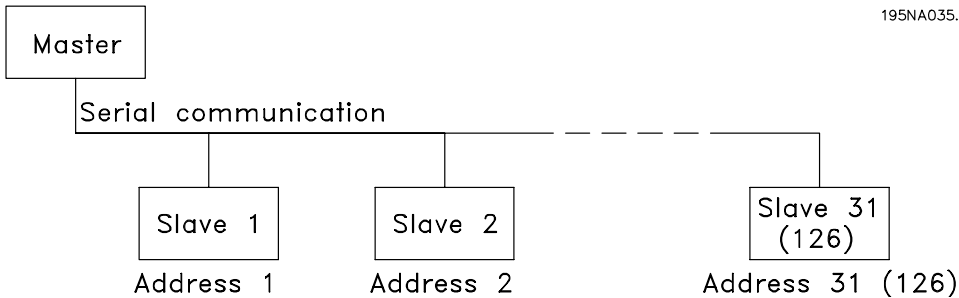 195NA035.
Master
Serial communication
Slave 1
Slave 2
Slave 31
(126)
Address 1
Address 2
Address 31 (126)